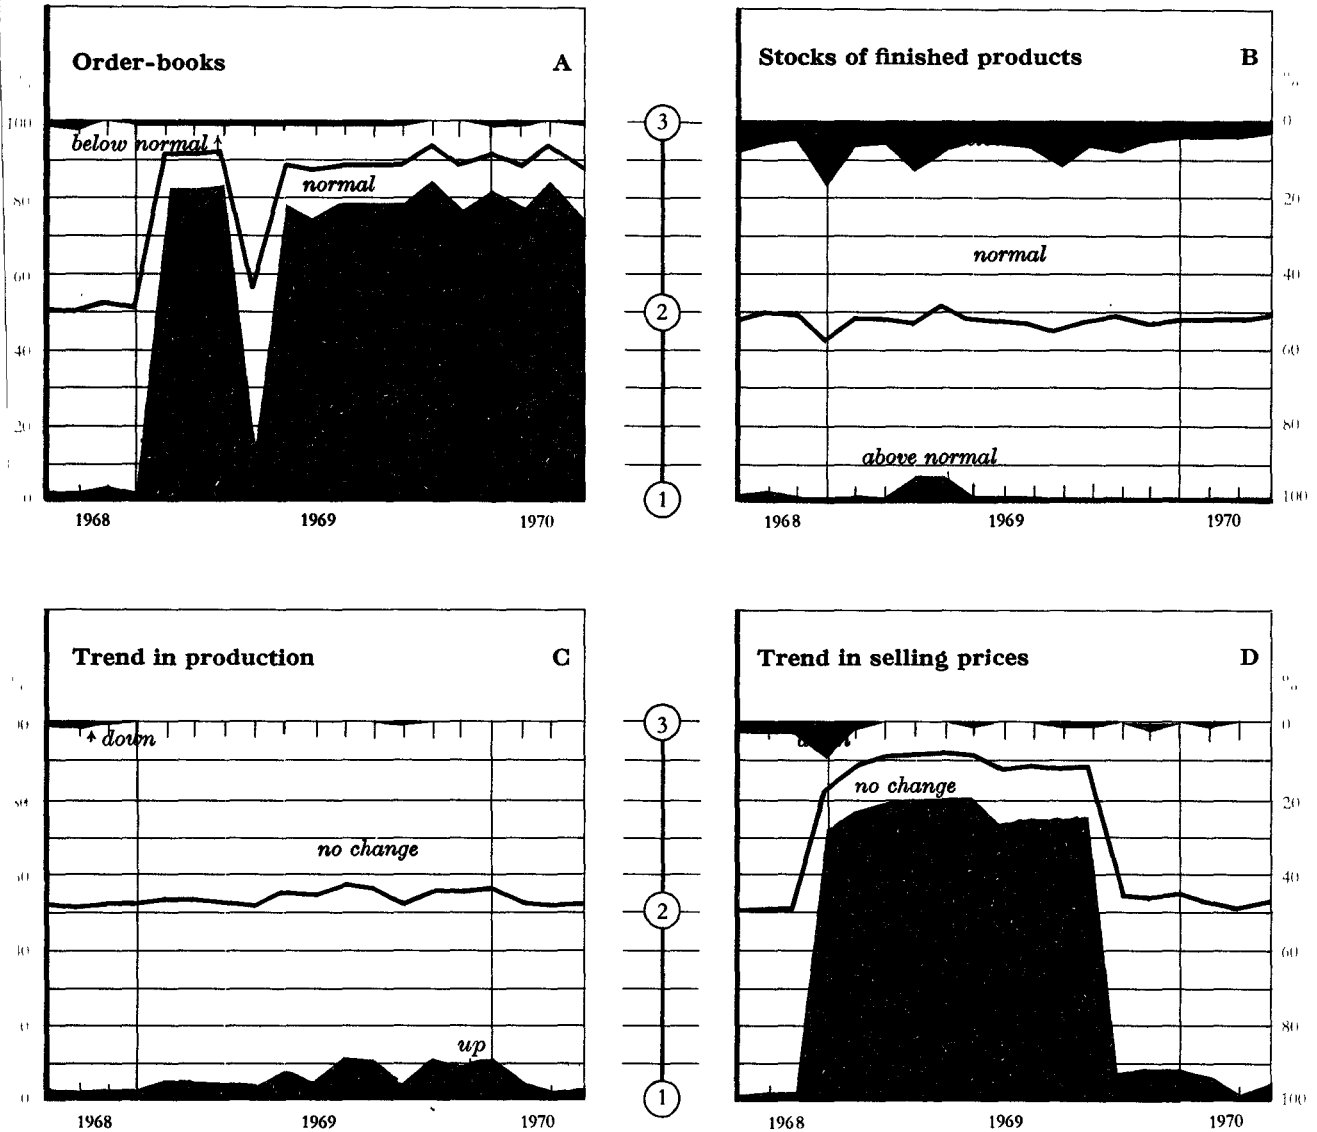 Order-books A
Stocks of finished products B
100
3
0
below normal ↑
normal
80
20
normal
60
40
2
40
60
20
80
above normal
0
1
100
1968 1969 1970
1968 1969 1970
Trend in production C
Trend in selling prices D
3
0
↑ down
no change
20
no change
40
2
60
80
up
0
1
100
1968 1969 1970
1968 1969 1970